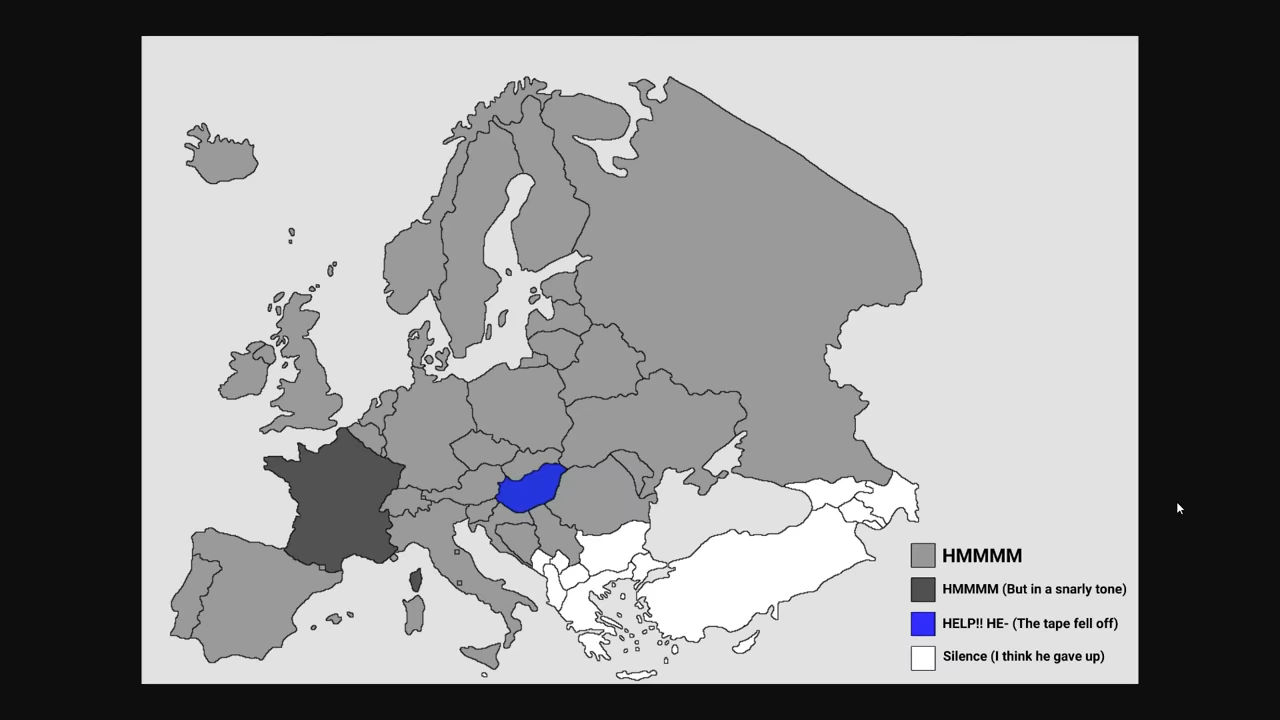 HMMMM
HMMMM (But in a snarly tone)
HELP!! HE- (The tape fell off)
Silence (I think he gave up)